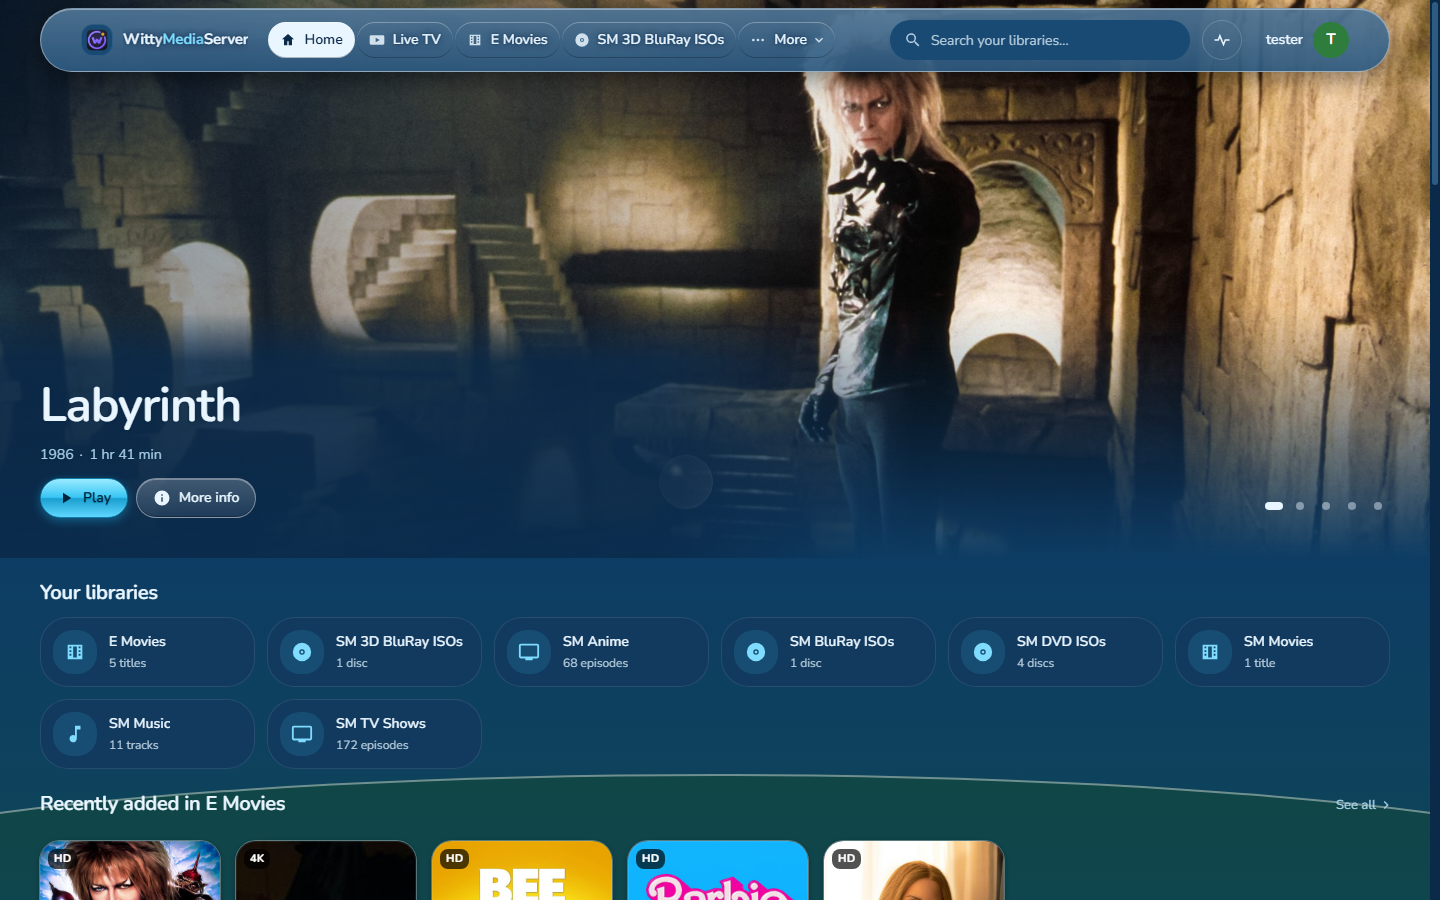 WittyMediaServer
Home
Live TV
E Movies
SM 3D BluRay ISOs
More
Search your libraries...
tester
T
Labyrinth
1986 · 1 hr 41 min
Play
More info
Your libraries
E Movies
5 titles
SM 3D BluRay ISOs
1 disc
SM Anime
68 episodes
SM BluRay ISOs
1 disc
SM DVD ISOs
4 discs
SM Movies
1 title
SM Music
11 tracks
SM TV Shows
172 episodes
Recently added in E Movies
See all
HD
4K
HD
BEE
HD
Barbie
HD